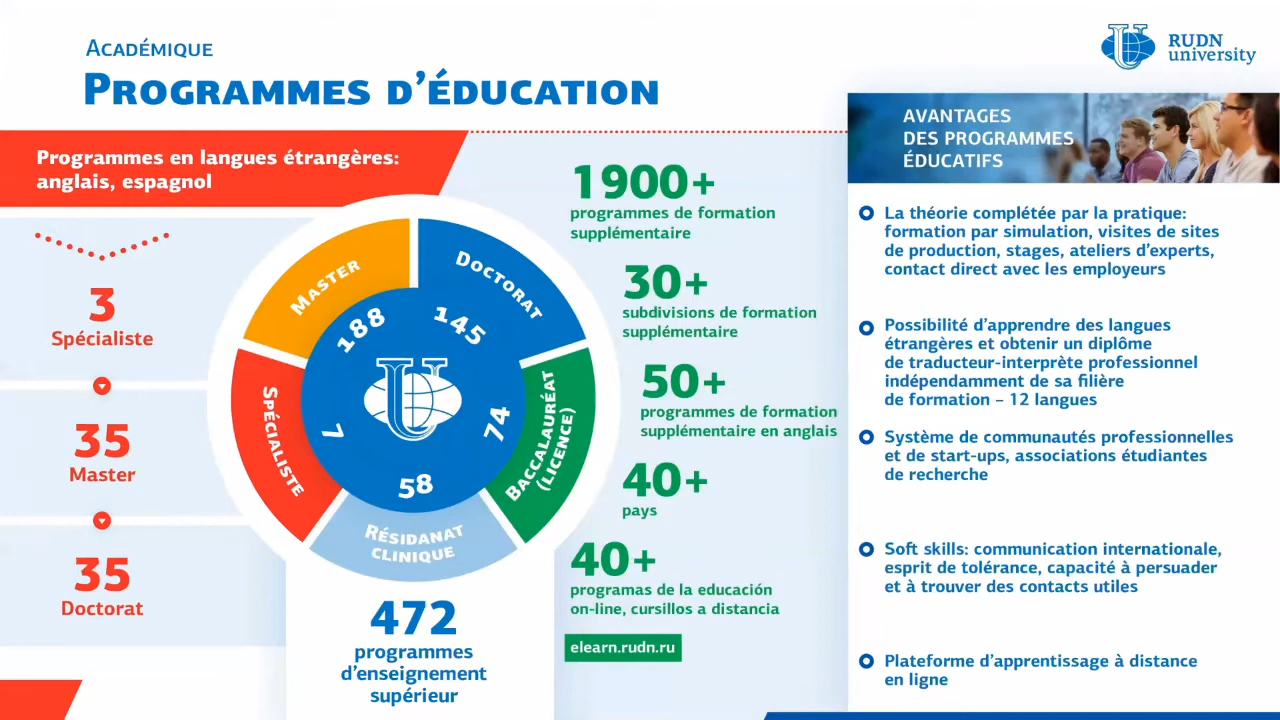 Académique
Programmes d’éducation
RUDN
university
Programmes en langues étrangères:
anglais, espagnol
3
Spécialiste
35
Master
35
Doctorat
Master
188
Doctorat
145
Baccalauréat
(licence)
74
Résidanat
clinique
58
Spécialiste
7
472
programmes
d’enseignement
supérieur
1900+
programmes de formation
supplémentaire
30+
subdivisions de formation
supplémentaire
50+
programmes de formation
supplémentaire en anglais
40+
pays
40+
programas de la educación
on-line, cursillos a distancia
elearn.rudn.ru
AVANTAGES
DES PROGRAMMES
ÉDUCATIFS
La théorie complétée par la pratique:
formation par simulation, visites de sites
de production, stages, ateliers d’experts,
contact direct avec les employeurs
Possibilité d’apprendre des langues
étrangères et obtenir un diplôme
de traducteur-interprète professionnel
indépendamment de sa filière
de formation – 12 langues
Système de communautés professionnelles
et de start-ups, associations étudiantes
de recherche
Soft skills: communication internationale,
esprit de tolérance, capacité à persuader
et à trouver des contacts utiles
Plateforme d’apprentissage à distance
en ligne